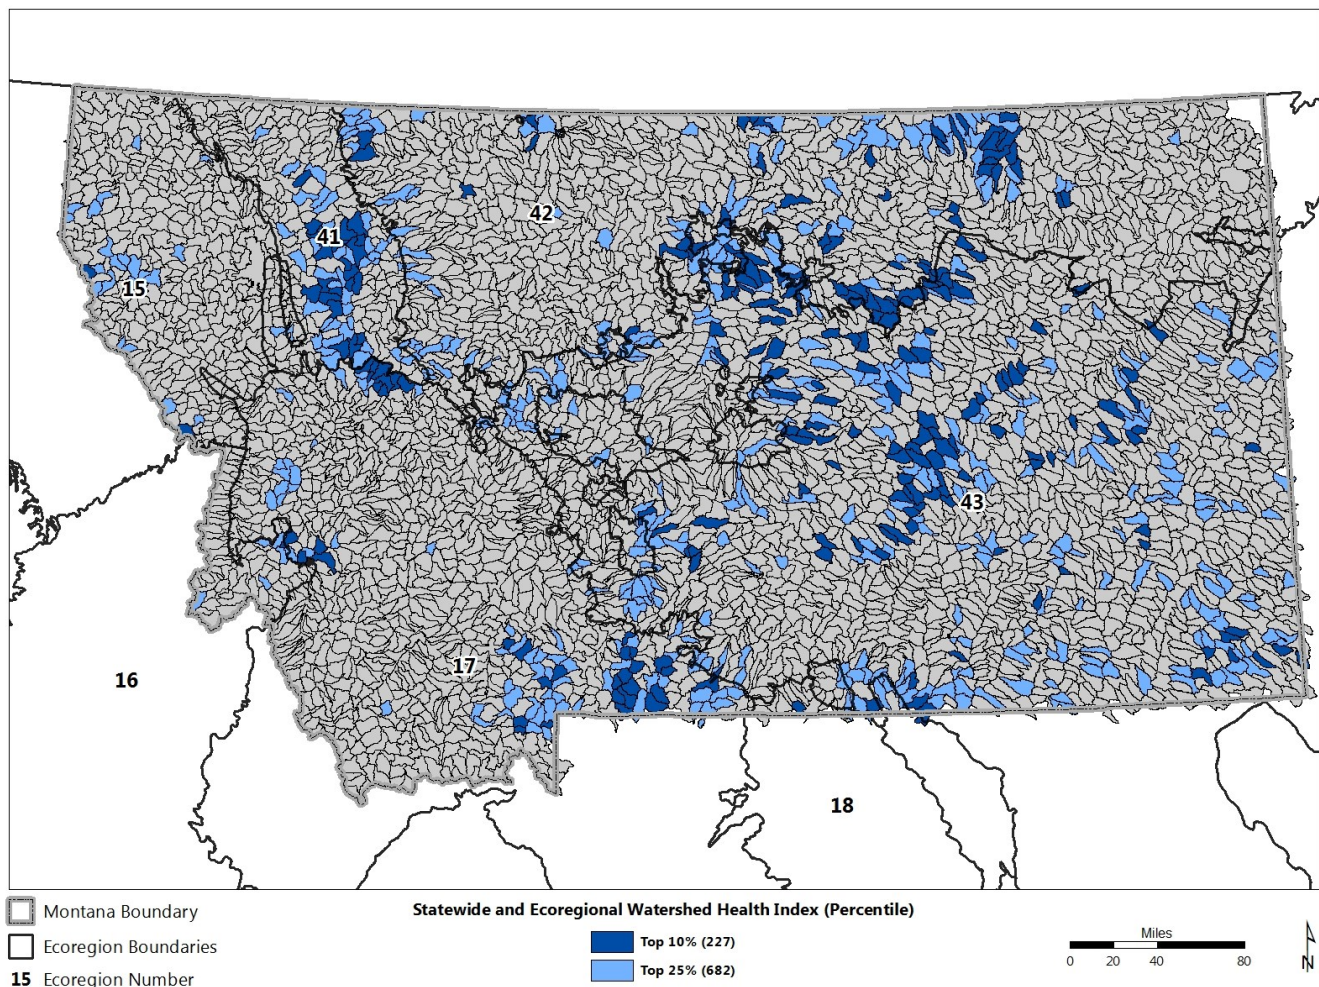 42
41
15
43
17
16
18
Montana Boundary
Ecoregion Boundaries
15 Ecoregion Number
Statewide and Ecoregional Watershed Health Index (Percentile)
Top 10% (227)
Top 25% (682)
Miles
0 20 40 80
N